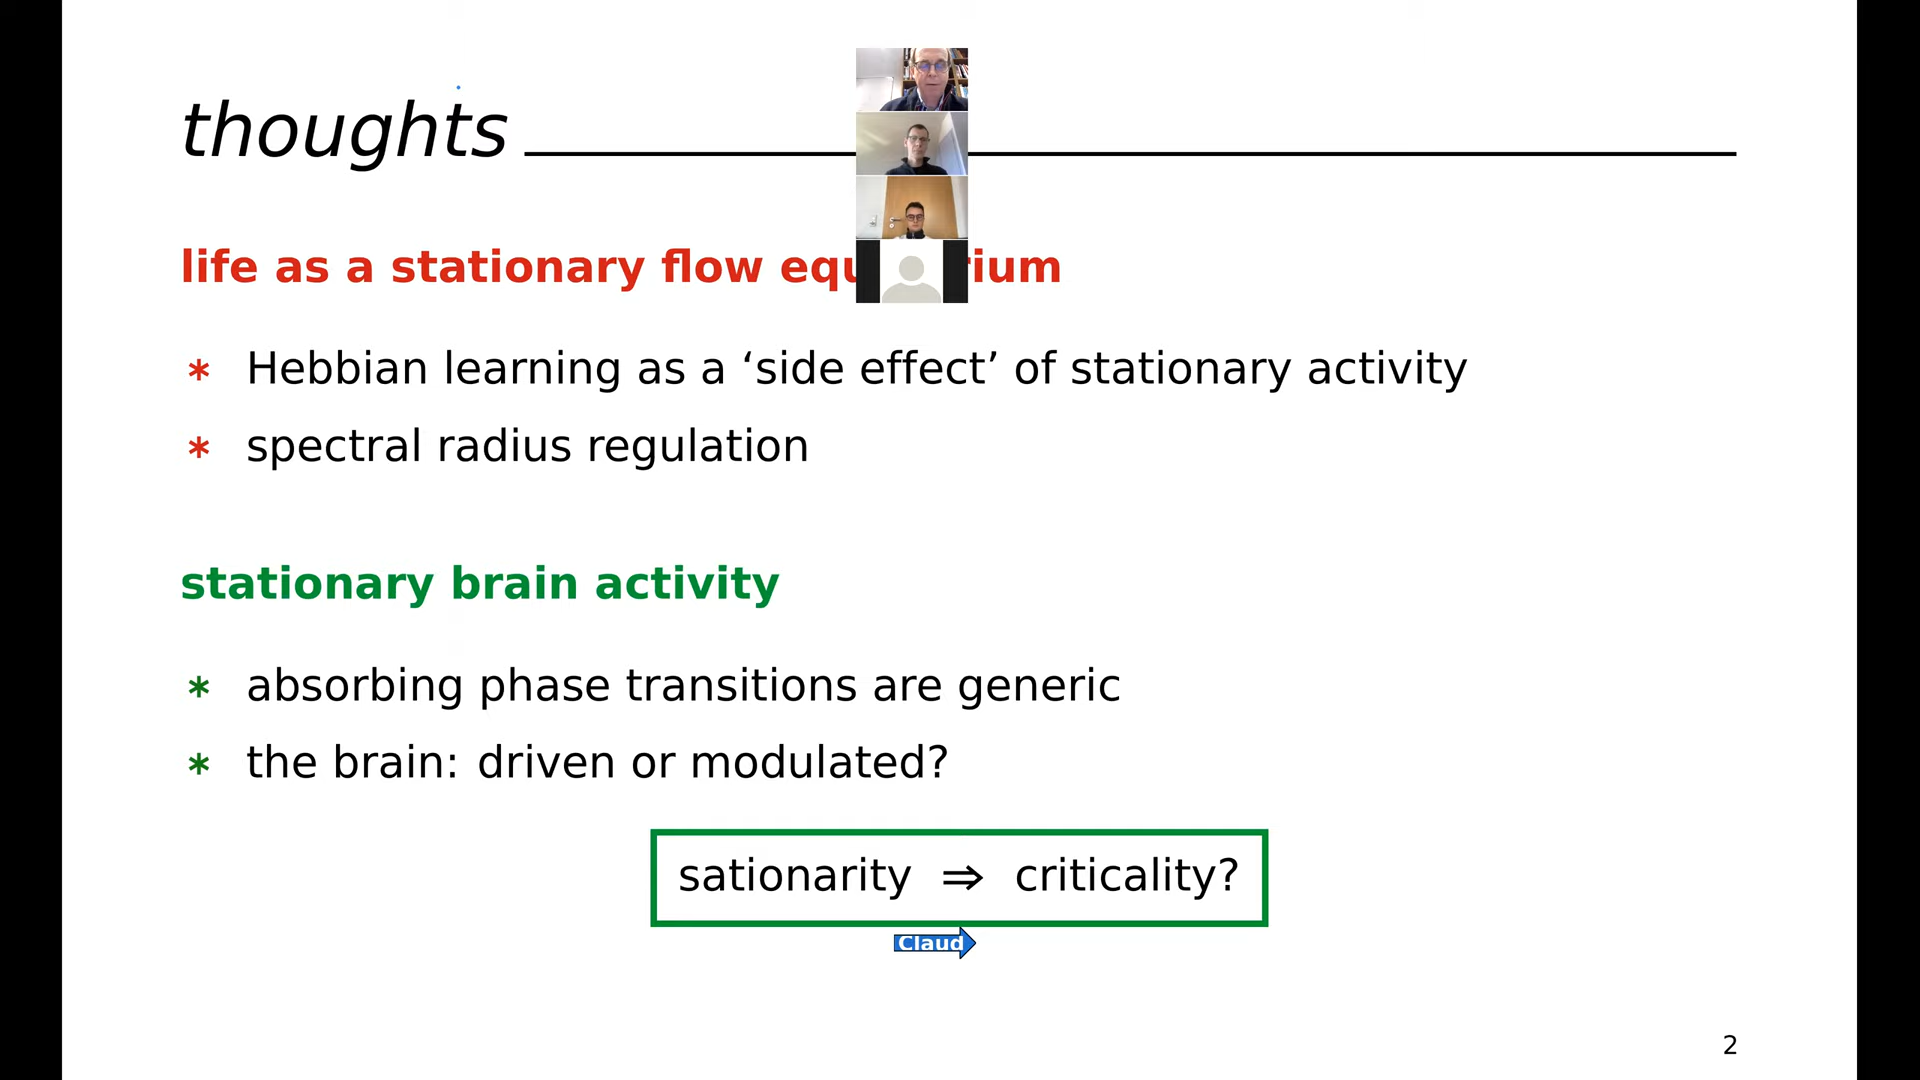 thoughts
life as a stationary flow equ rium
* Hebbian learning as a ‘side effect’ of stationary activity
* spectral radius regulation
stationary brain activity
* absorbing phase transitions are generic
* the brain: driven or modulated?
sationarity ⇒ criticality?
Claud
2